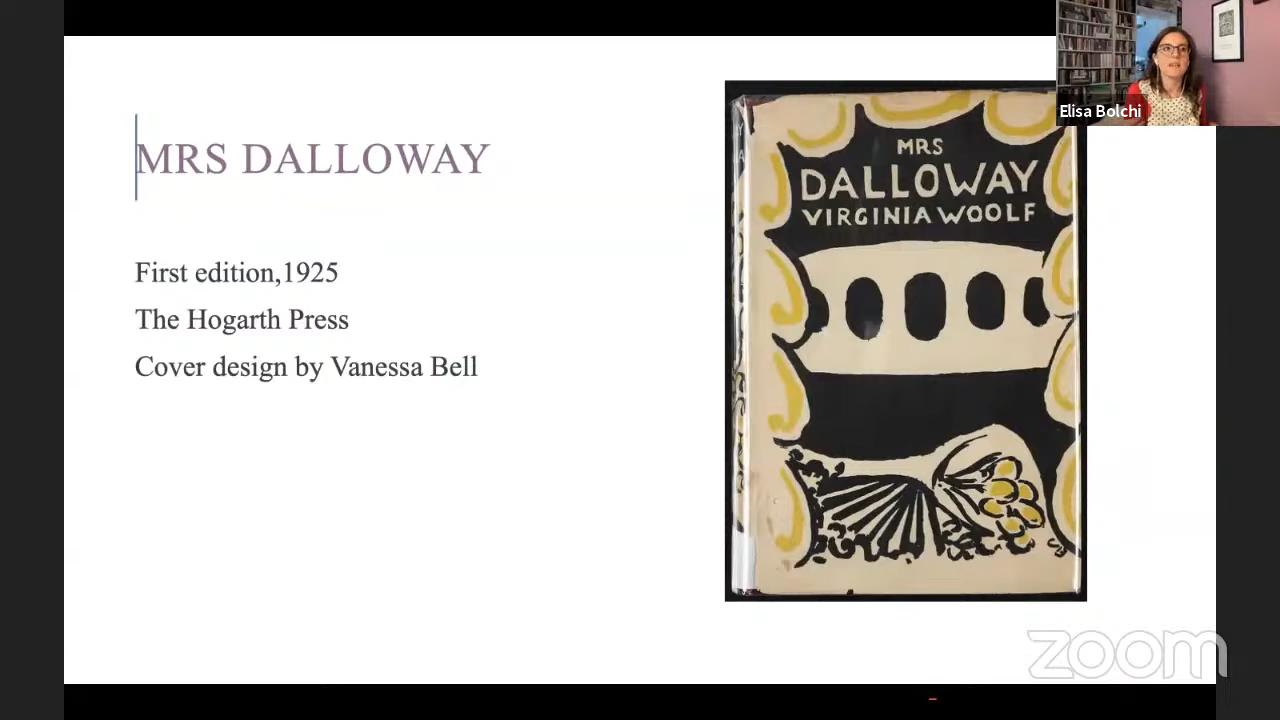 Elisa Bolchi
MRS DALLOWAY
First edition,1925
The Hogarth Press
Cover design by Vanessa Bell
MRS
DALLOWAY
VIRGINIA WOOLF
zoom